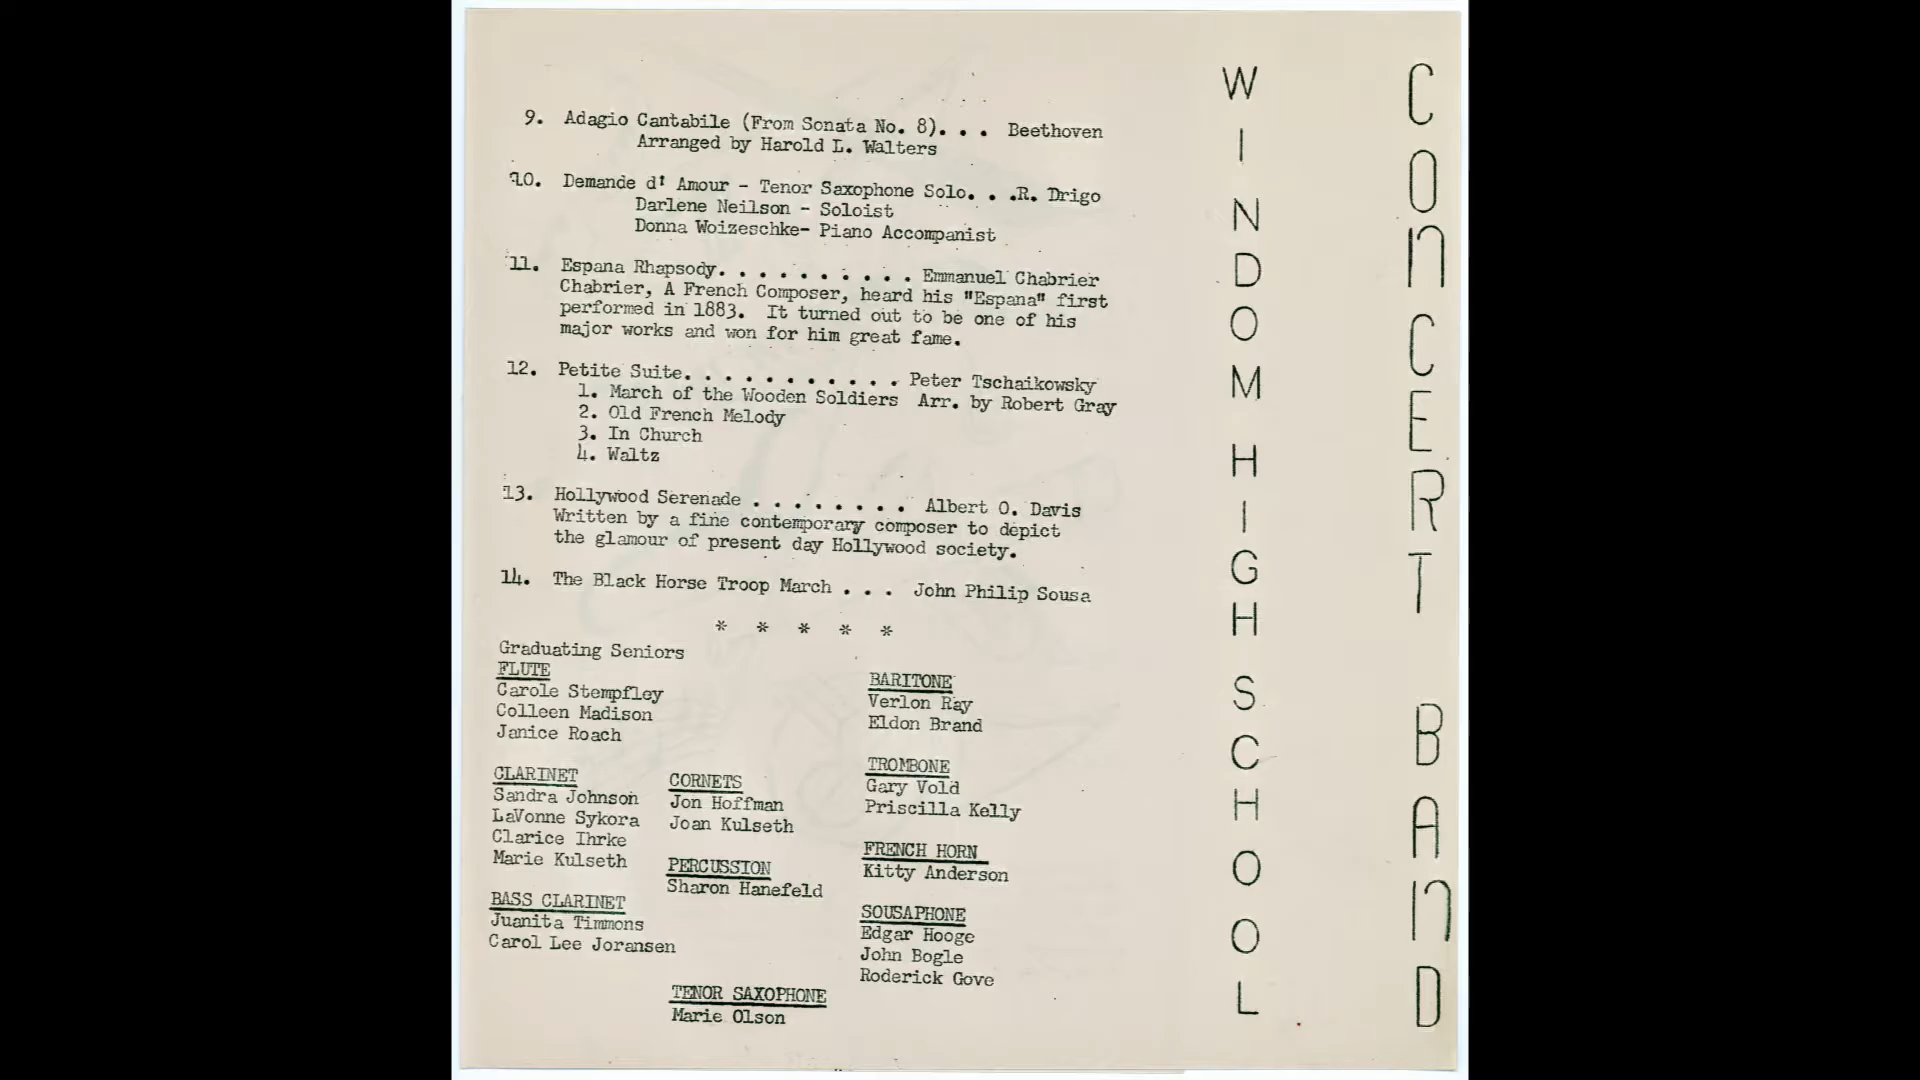 9. Adagio Cantabile (From Sonata No. 8). . . Beethoven
Arranged by Harold L. Walters
10. Demande d' Amour - Tenor Saxophone Solo. . .R. Drigo
Darlene Neilson - Soloist
Donna Woizeschke- Piano Accompanist
11. Espana Rhapsody. . . . . . . . . . Emmanuel Chabrier
Chabrier, A French Composer, heard his "Espana" first
performed in 1883. It turned out to be one of his
major works and won for him great fame.
12. Petite Suite. . . . . . . . . . . Peter Tschaikowsky
1. March of the Wooden Soldiers Arr. by Robert Gray
2. Old French Melody
3. In Church
4. Waltz
13. Hollywood Serenade . . . . . . . . Albert O. Davis
Written by a fine contemporary composer to depict
the glamour of present day Hollywood society.
14. The Black Horse Troop March . . . John Philip Sousa
* * * * *
Graduating Seniors
FLUTE
Carole Stempfley
Colleen Madison
Janice Roach
CLARINET
Sandra Johnson
LaVonne Sykora
Clarice Ihrke
Marie Kulseth
BASS CLARINET
Juanita Timmons
Carol Lee Joransen
CORNETS
Jon Hoffman
Joan Kulseth
PERCUSSION
Sharon Hanefeld
TENOR SAXOPHONE
Marie Olson
BARITONE
Verlon Ray
Eldon Brand
TROMBONE
Gary Vold
Priscilla Kelly
FRENCH HORN
Kitty Anderson
SOUSAPHONE
Edgar Hooge
John Bogle
Roderick Gove
WINDOM HIGH SCHOOL
CONCERT BAND